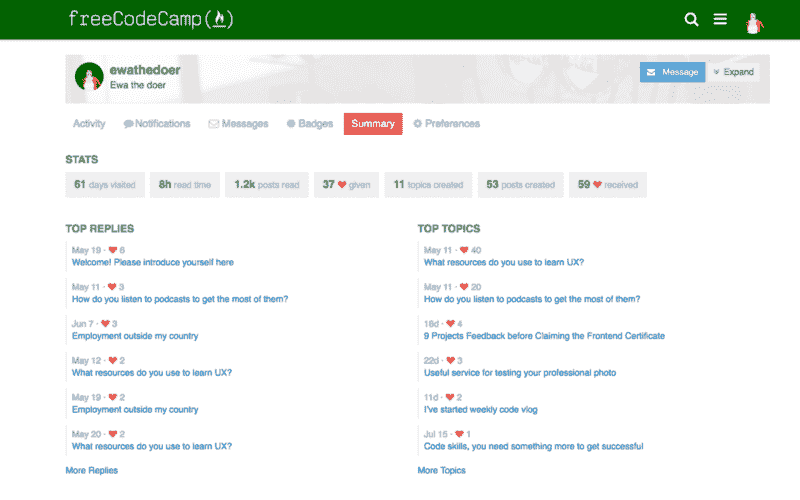 freeCodeCamp(🔥)
ewathedoer
Ewa the doer
Message
Expand
Activity
Notifications
Messages
Badges
Summary
Preferences
STATS
61 days visited
8h read time
1.2k posts read
37 ❤ given
11 topics created
53 posts created
59 ❤ received
TOP REPLIES
May 19 · ❤ 6
Welcome! Please introduce yourself here
May 11 · ❤ 3
How do you listen to podcasts to get the most of them?
Jun 7 · ❤ 3
Employment outside my country
May 12 · ❤ 2
What resources do you use to learn UX?
May 19 · ❤ 2
Employment outside my country
May 20 · ❤ 2
What resources do you use to learn UX?
More Replies
TOP TOPICS
May 11 · ❤ 40
What resources do you use to learn UX?
May 11 · ❤ 20
How do you listen to podcasts to get the most of them?
18d · ❤ 4
9 Projects Feedback before Claiming the Frontend Certificate
22d · ❤ 3
Useful service for testing your professional photo
11d · ❤ 2
I've started weekly code vlog
Jul 15 · ❤ 1
Code skills, you need something more to get successful
More Topics